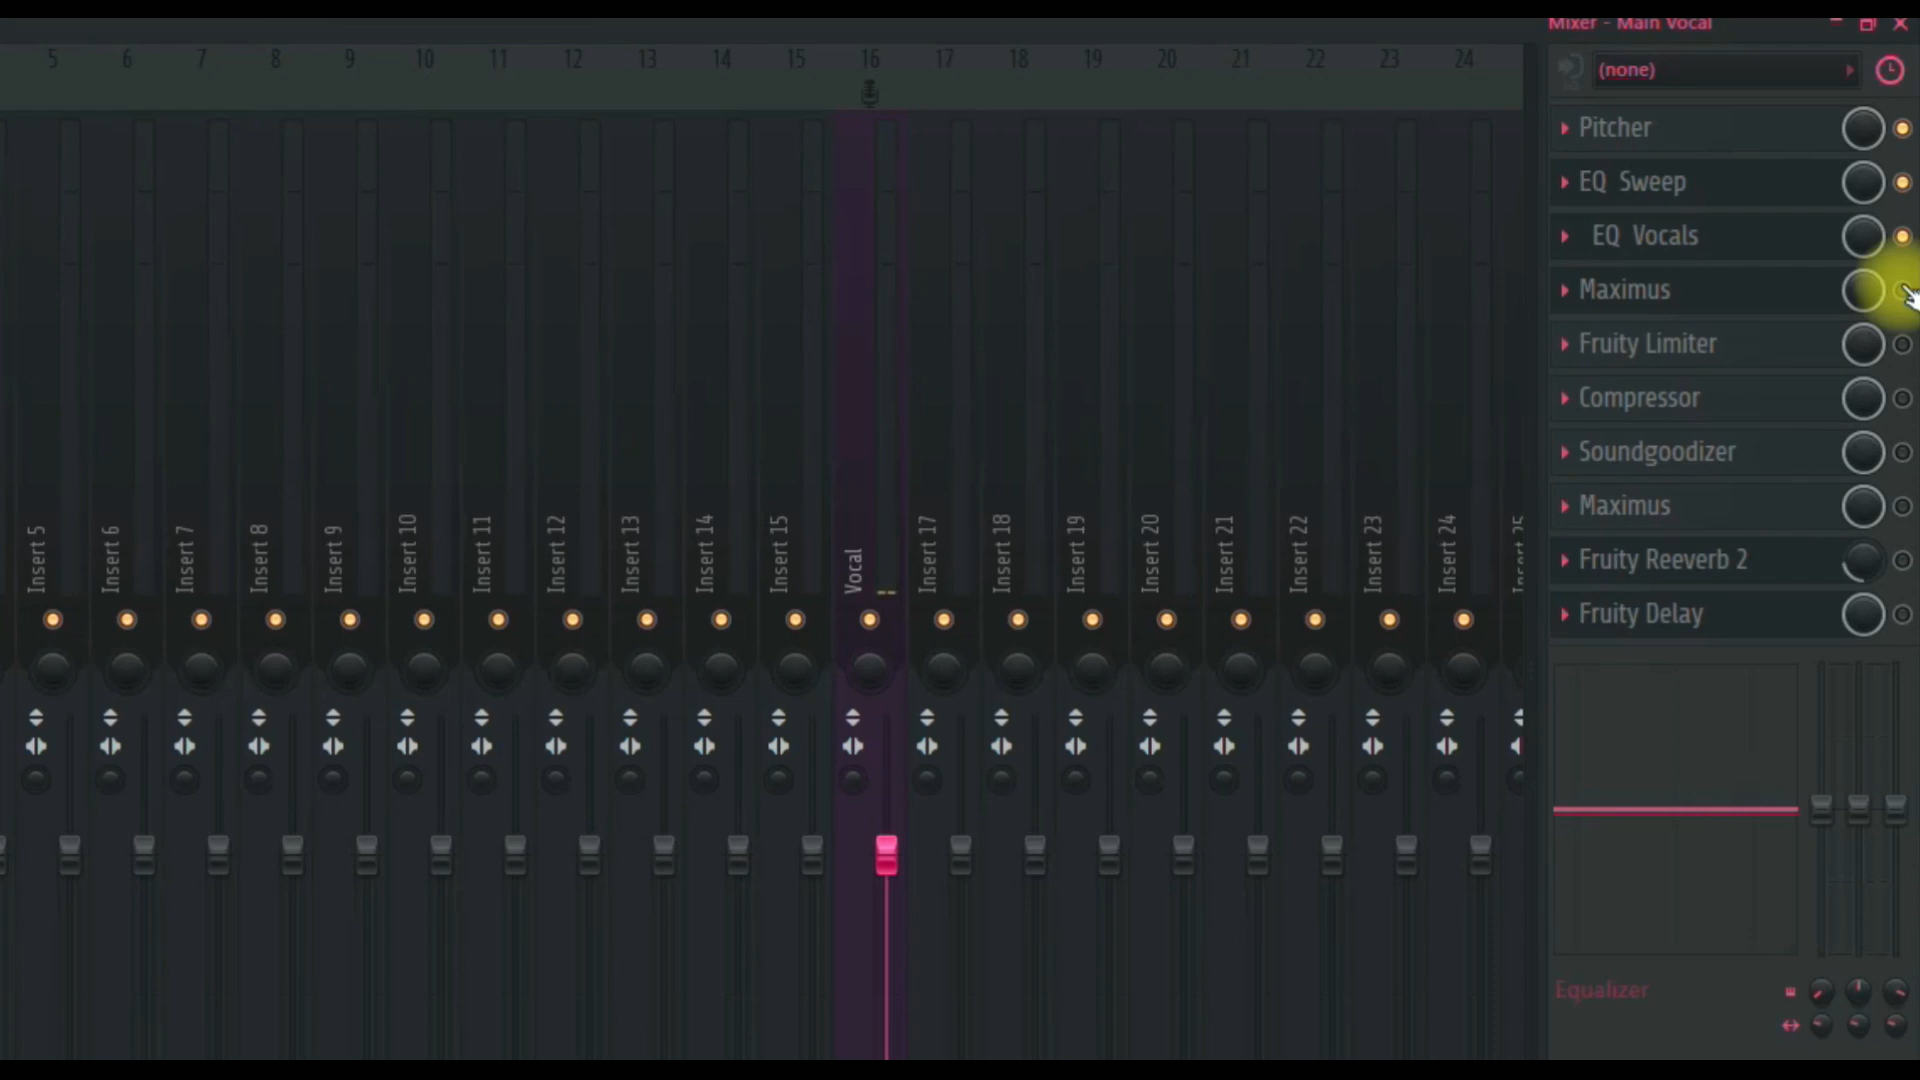 Mixer - Main Vocal
5 6 7 8 9 10 11 12 13 14 15 16 17 18 19 20 21 22 23 24
(none)
Pitcher
EQ Sweep
EQ Vocals
Maximus
Fruity Limiter
Compressor
Soundgoodizer
Maximus
Fruity Reeverb 2
Fruity Delay
Insert 5
Insert 6
Insert 7
Insert 8
Insert 9
Insert 10
Insert 11
Insert 12
Insert 13
Insert 14
Insert 15
Vocal
Insert 17
Insert 18
Insert 19
Insert 20
Insert 21
Insert 22
Insert 23
Insert 24
Equalizer